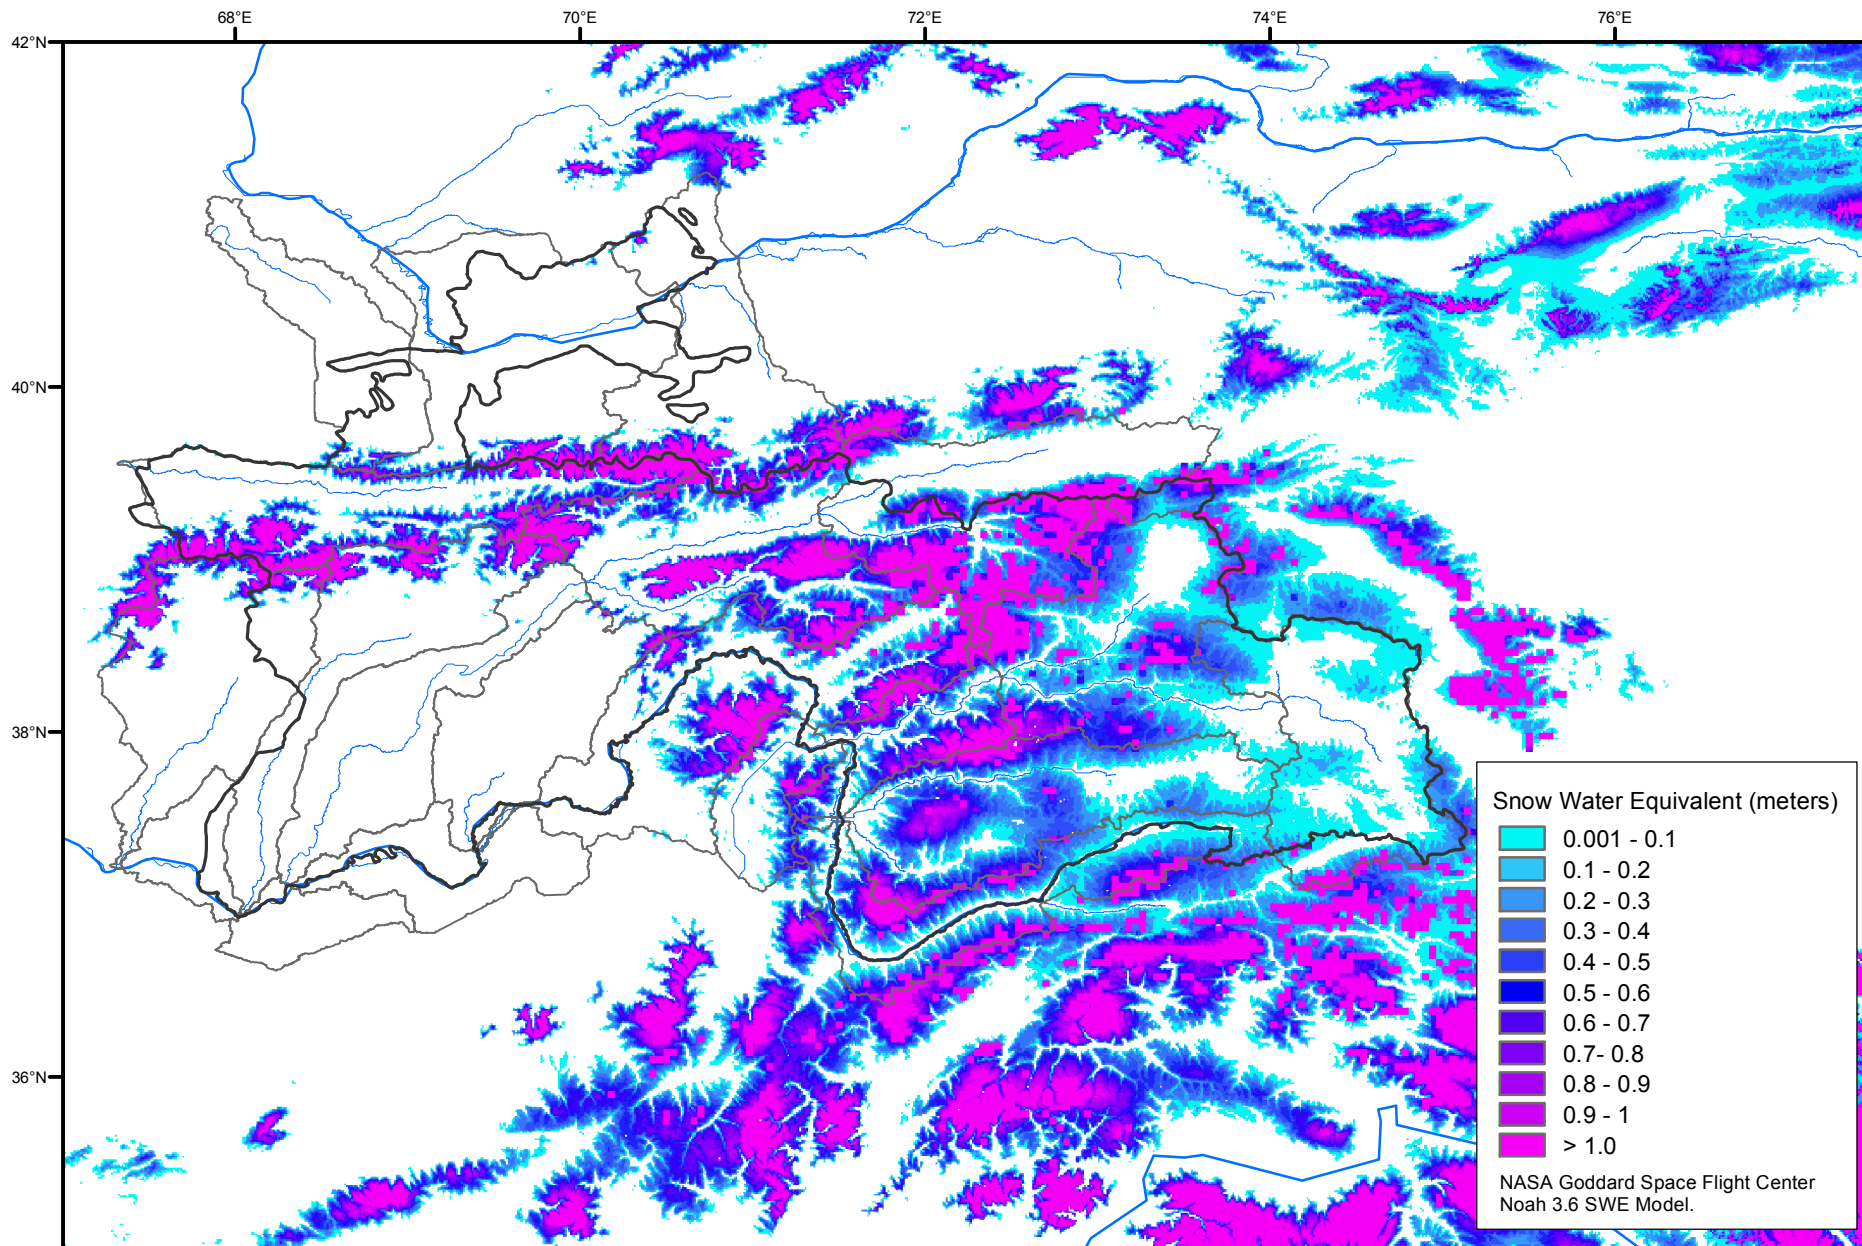 68°E 70°E 72°E 74°E 76°E
42°N
40°N
38°N
36°N
Snow Water Equivalent (meters)
0.001 - 0.1
0.1 - 0.2
0.2 - 0.3
0.3 - 0.4
0.4 - 0.5
0.5 - 0.6
0.6 - 0.7
0.7- 0.8
0.8 - 0.9
0.9 - 1
> 1.0
NASA Goddard Space Flight Center
Noah 3.6 SWE Model.